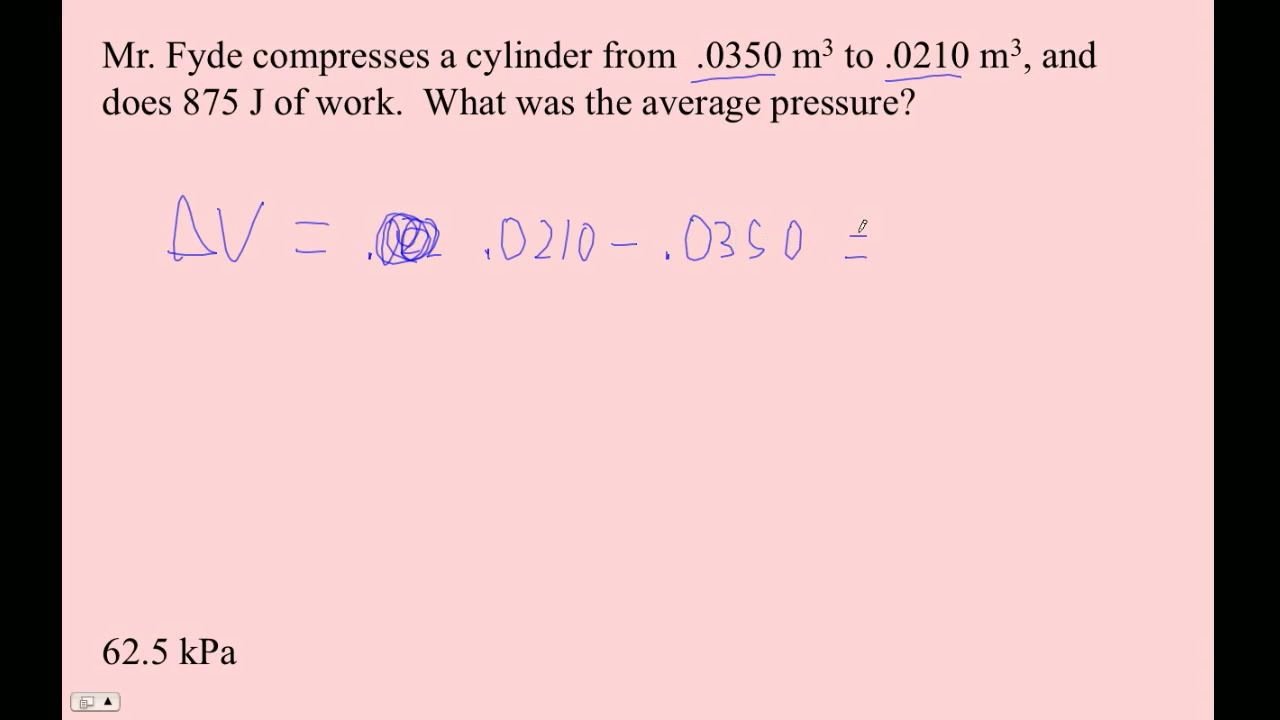 Mr. Fyde compresses a cylinder from .0350 m³ to .0210 m³, and
does 875 J of work. What was the average pressure?
ΔV = .0210 - .0350 =
62.5 kPa